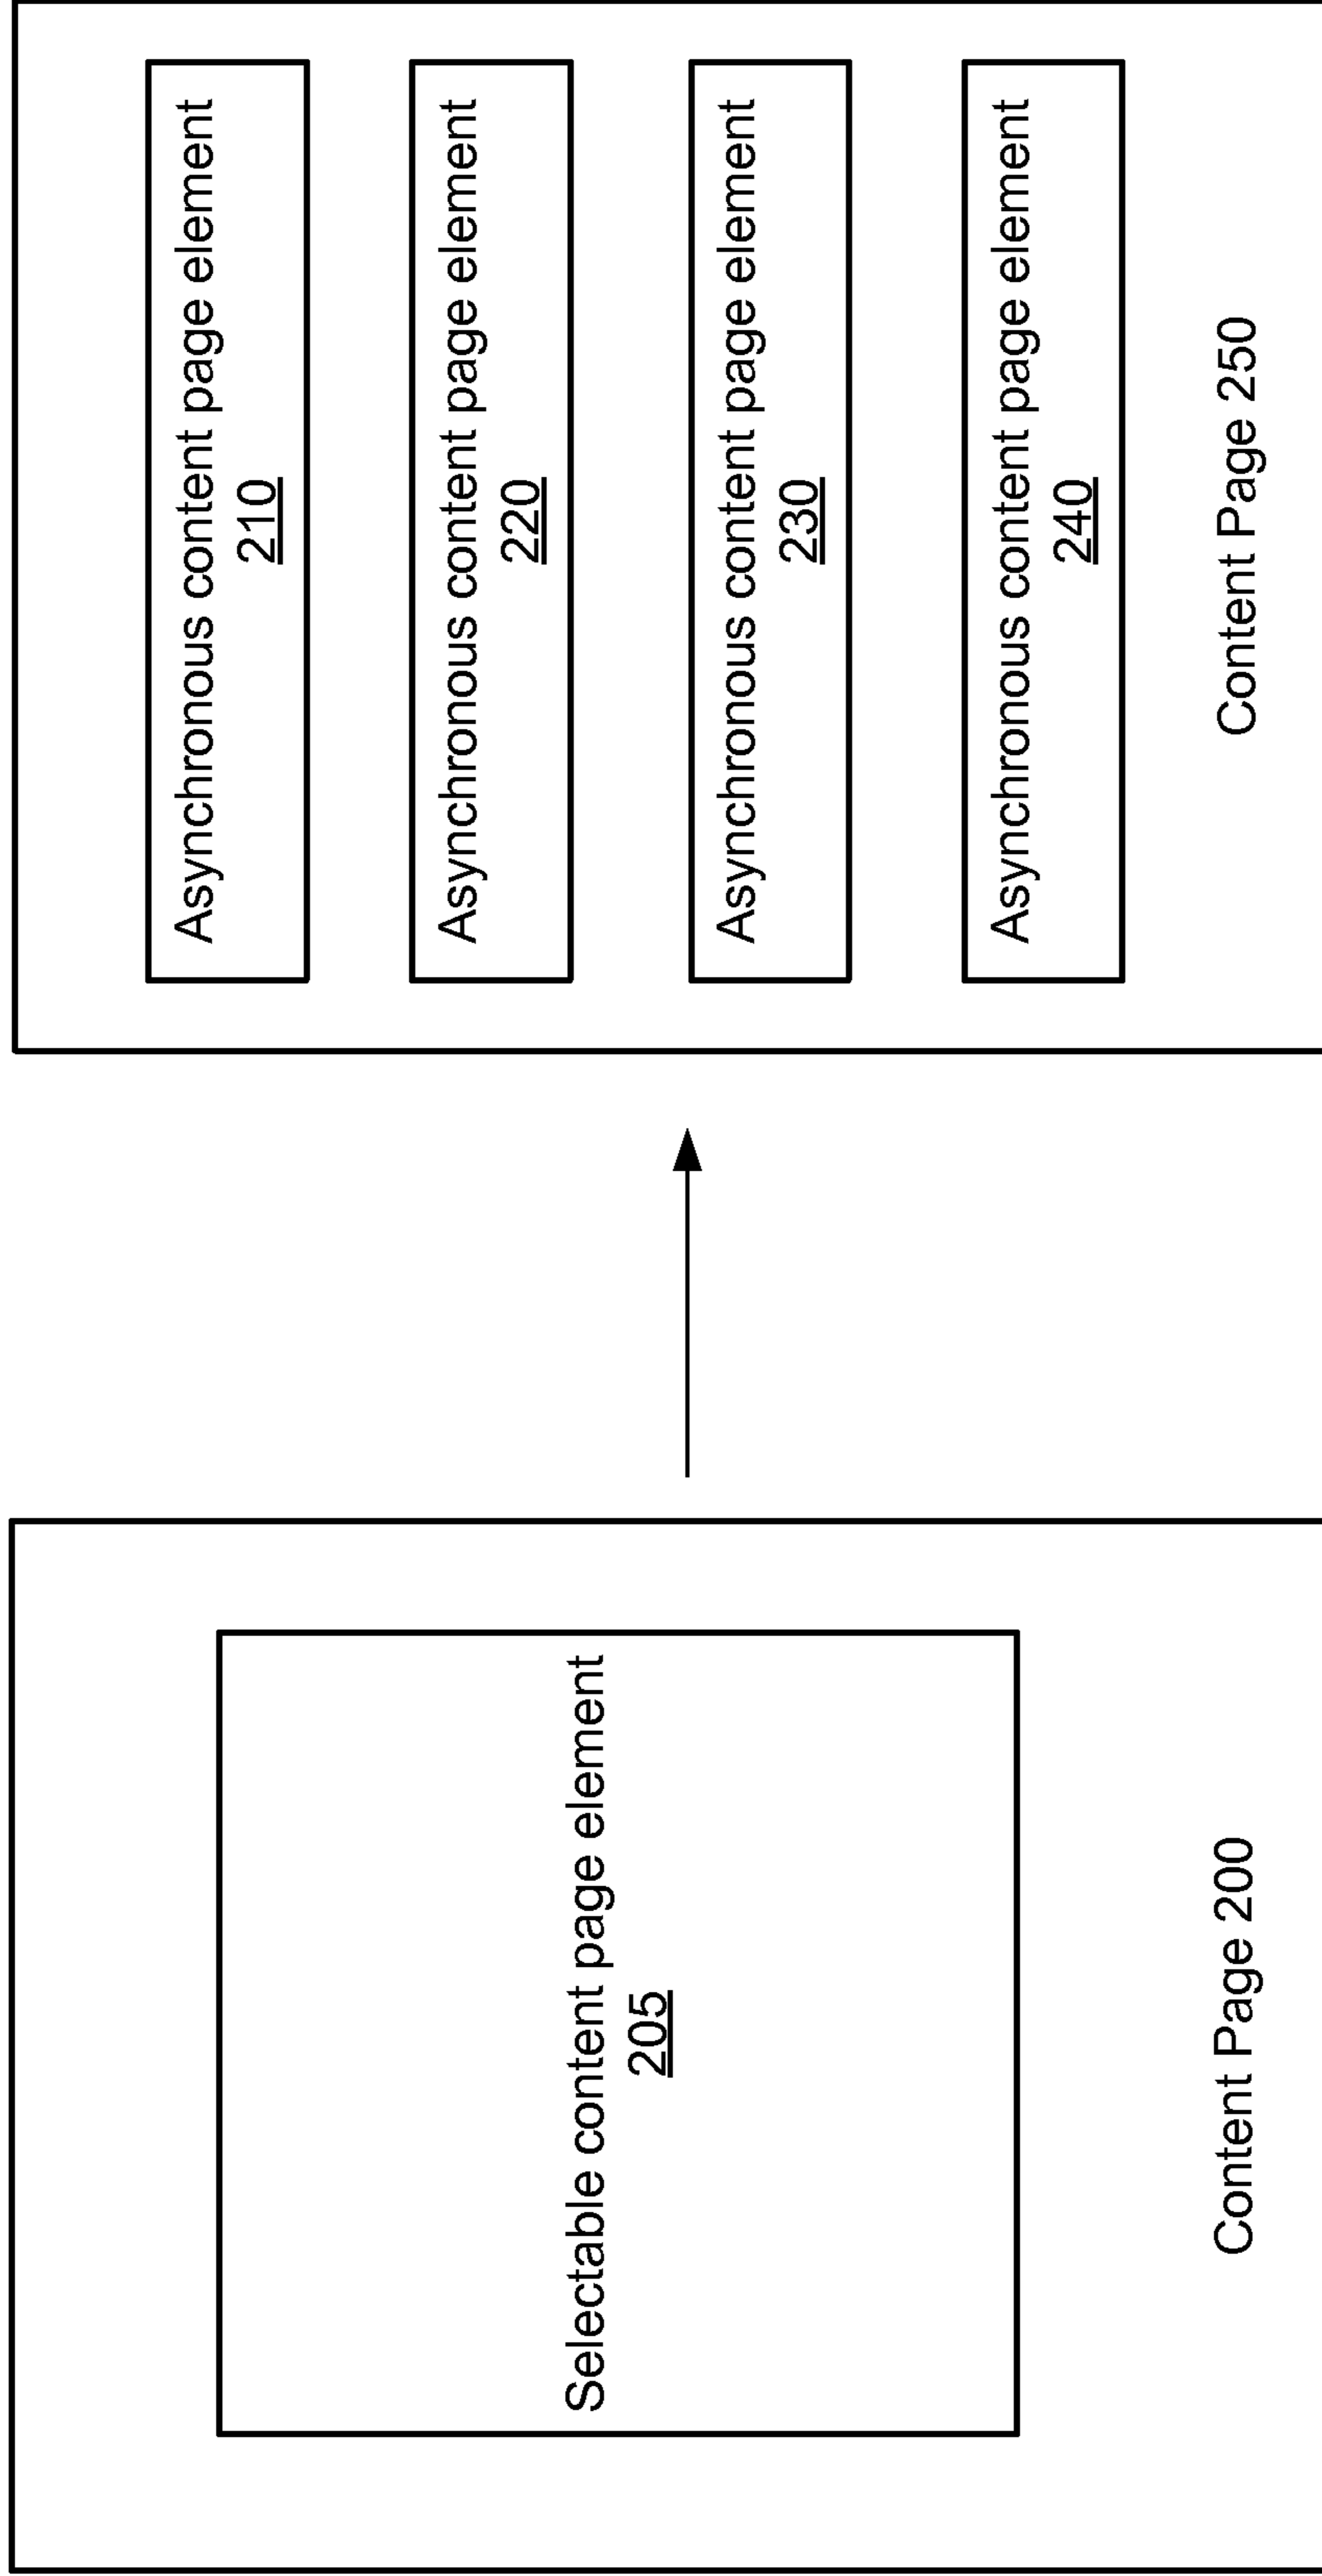 Selectable content page element
205
Content Page 200
Asynchronous content page element
210
Asynchronous content page element
220
Asynchronous content page element
230
Asynchronous content page element
240
Content Page 250